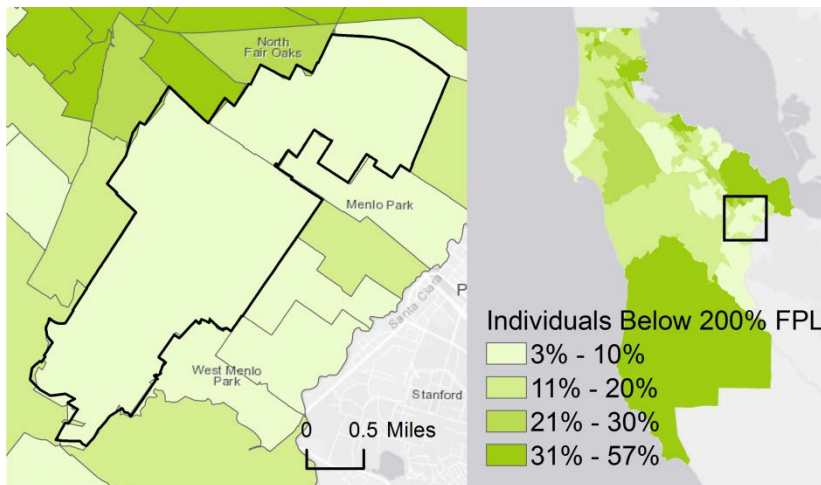 North
Fair Oaks
Menlo Park
Santa Clara
P
West Menlo
Park
Stanford
0 0.5 Miles
Individuals Below 200% FPL
3% - 10%
11% - 20%
21% - 30%
31% - 57%